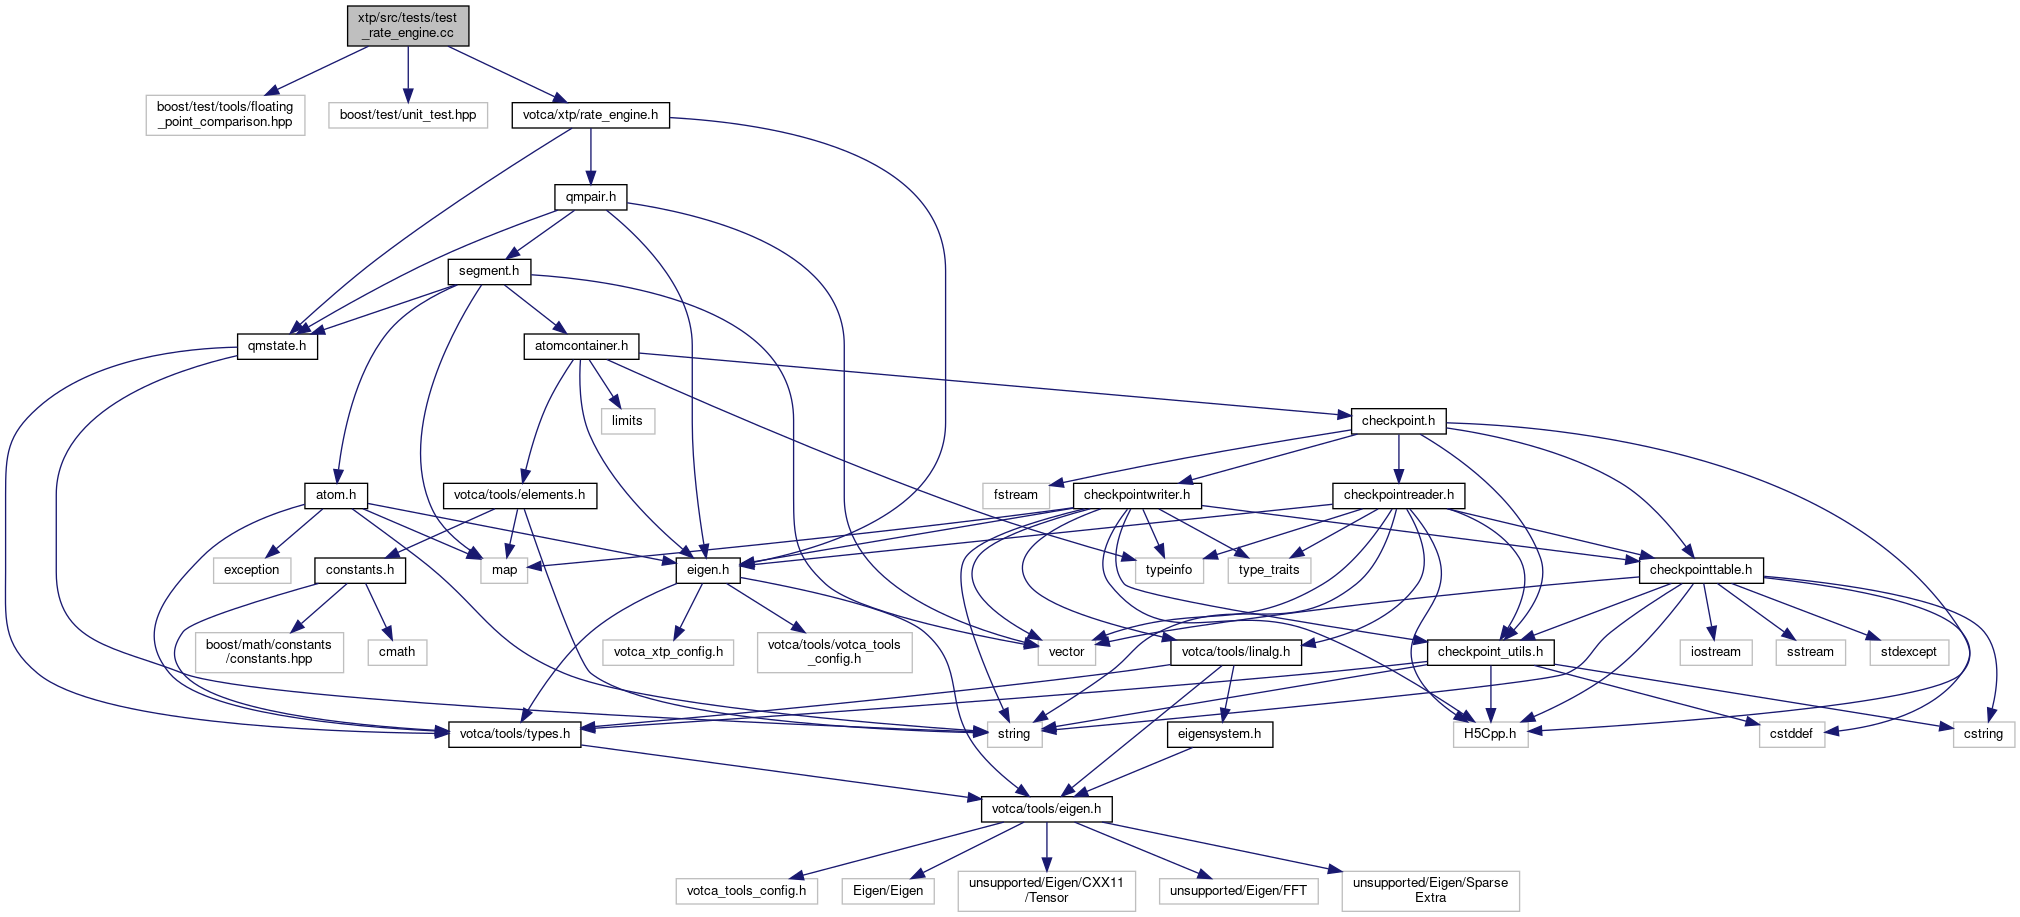 xtp/src/tests/test
_rate_engine.cc
boost/test/tools/floating
_point_comparison.hpp
boost/test/unit_test.hpp
votca/xtp/rate_engine.h
qmpair.h
segment.h
qmstate.h
atomcontainer.h
limits
checkpoint.h
atom.h
votca/tools/elements.h
fstream
checkpointwriter.h
checkpointreader.h
exception
constants.h
map
eigen.h
typeinfo
type_traits
checkpointtable.h
boost/math/constants
/constants.hpp
cmath
votca_xtp_config.h
votca/tools/votca_tools
_config.h
vector
votca/tools/linalg.h
checkpoint_utils.h
iostream
sstream
stdexcept
votca/tools/types.h
string
eigensystem.h
H5Cpp.h
cstddef
cstring
votca/tools/eigen.h
votca_tools_config.h
Eigen/Eigen
unsupported/Eigen/CXX11
/Tensor
unsupported/Eigen/FFT
unsupported/Eigen/Sparse
Extra